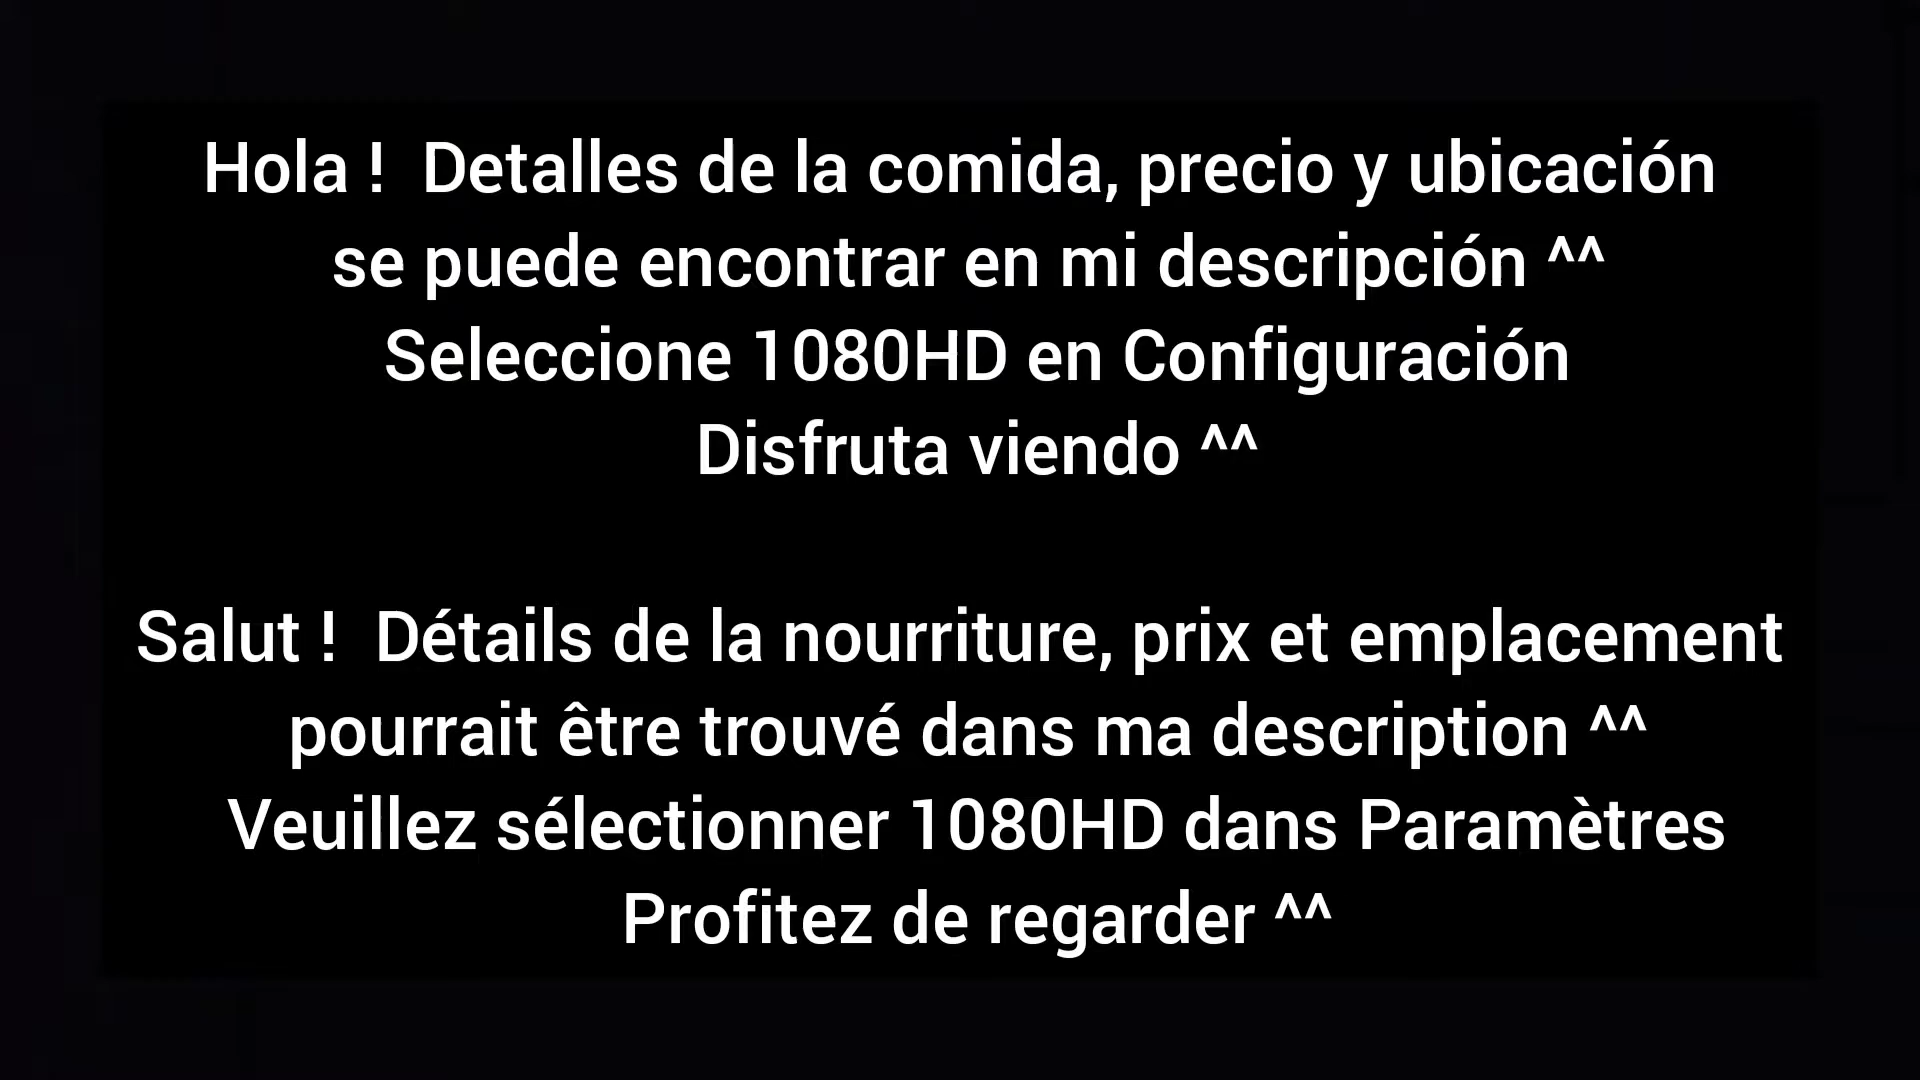 Hola !  Detalles de la comida, precio y ubicación
se puede encontrar en mi descripción ^^
Seleccione 1080HD en Configuración
Disfruta viendo ^^
Salut !  Détails de la nourriture, prix et emplacement
pourrait être trouvé dans ma description ^^
Veuillez sélectionner 1080HD dans Paramètres
Profitez de regarder ^^